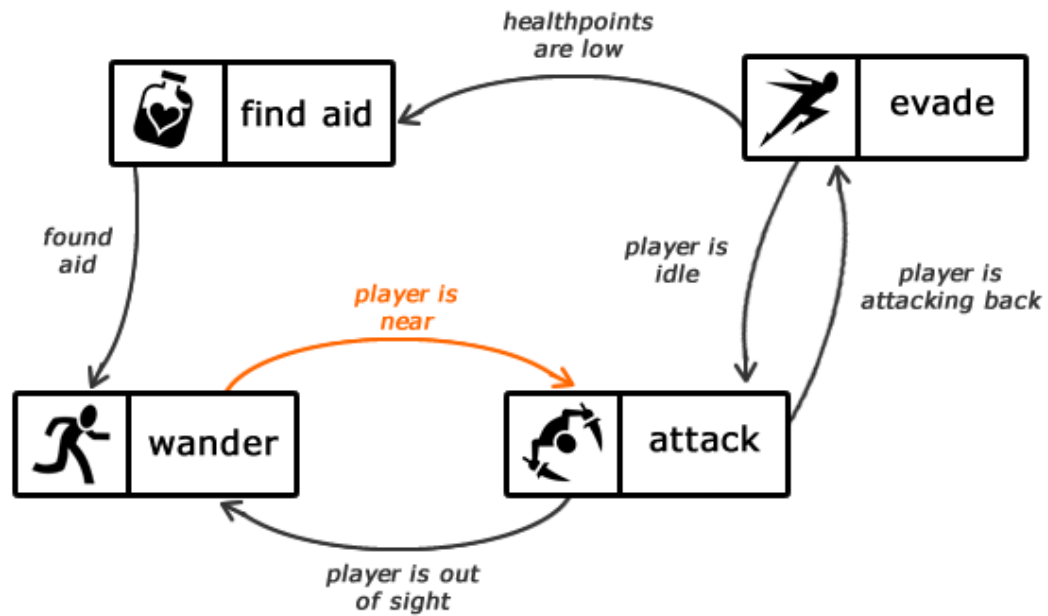 healthpoints
are low
find aid
evade
found
aid
player is
idle
player is
attacking back
player is
near
wander
attack
player is out
of sight